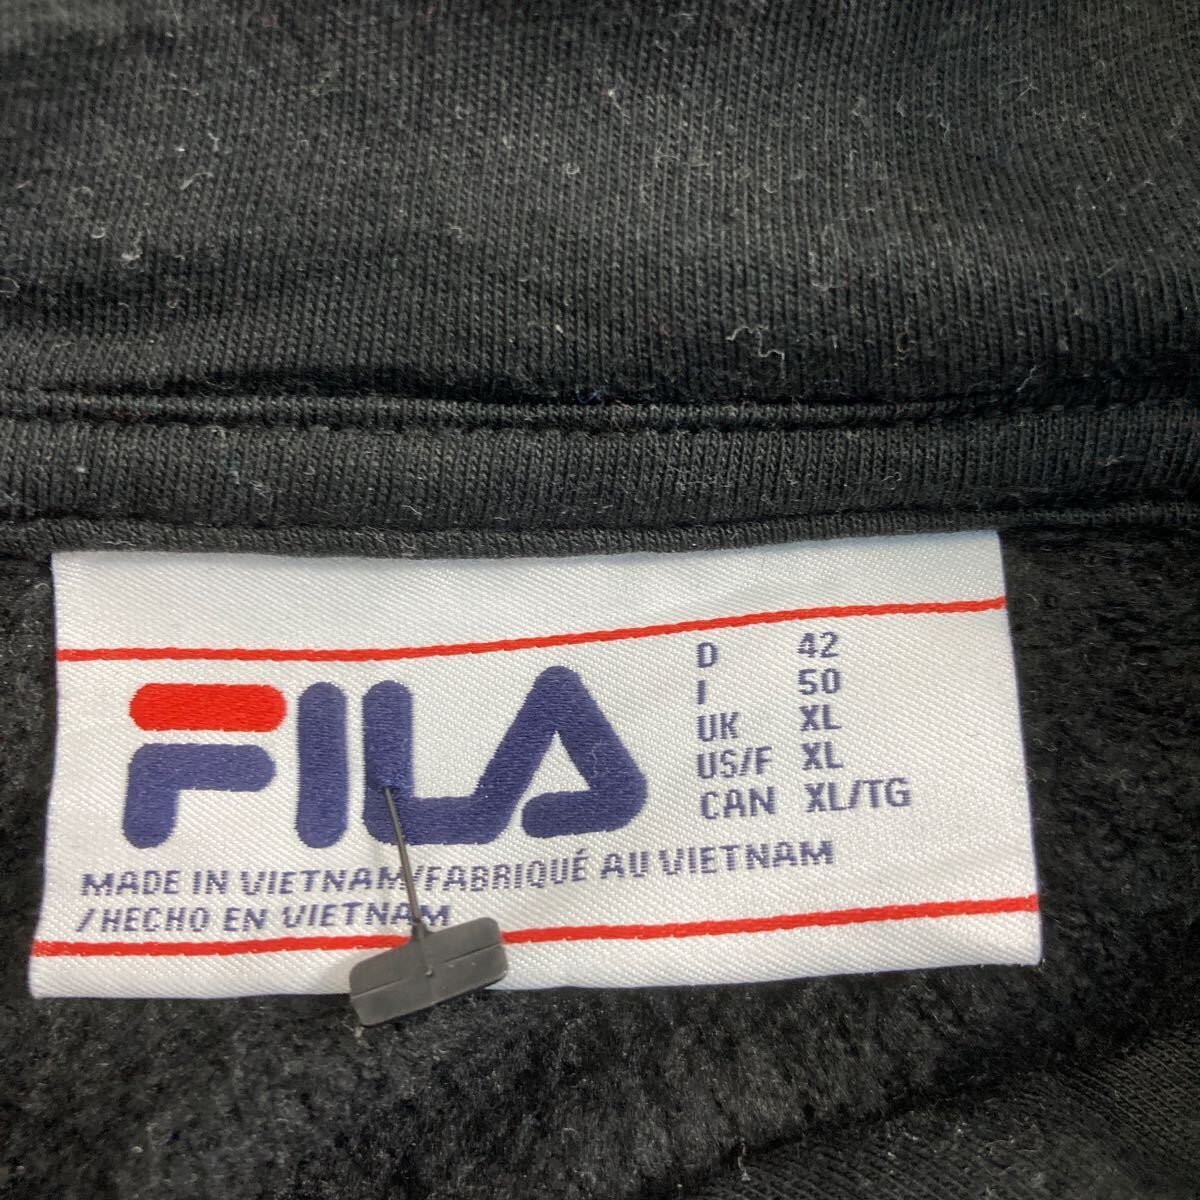 FILA
D 42
I 50
UK XL
US/F XL
CAN XL/TG
MADE IN VIETNAM/FABRIQUÉ AU VIETNAM
/HECHO EN VIETNAM